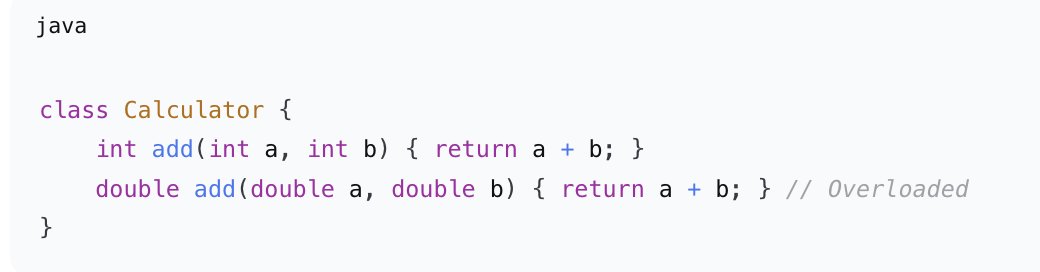 java
class Calculator {
    int add(int a, int b) { return a + b; }
    double add(double a, double b) { return a + b; } // Overloaded
}